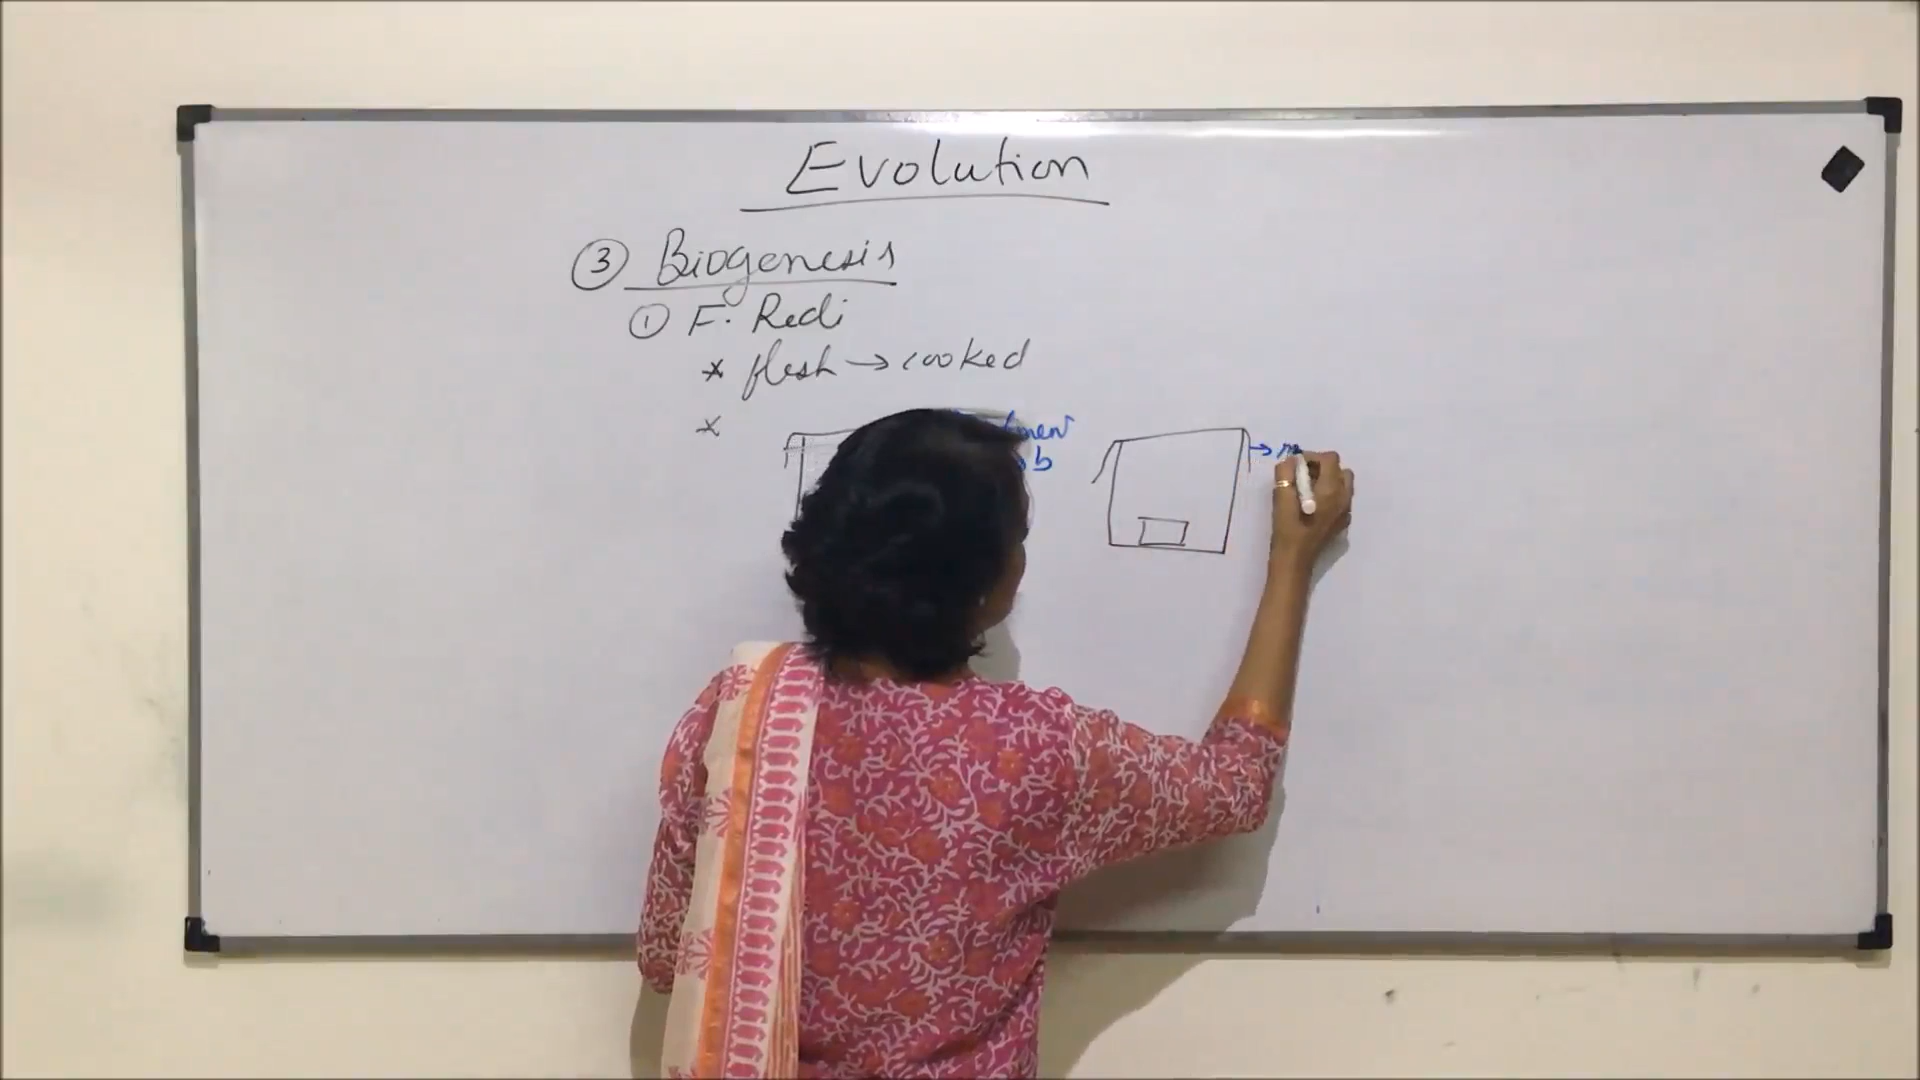 Evolution
③ Biogenesis
① F. Redi
* flesh → cooked
*
→